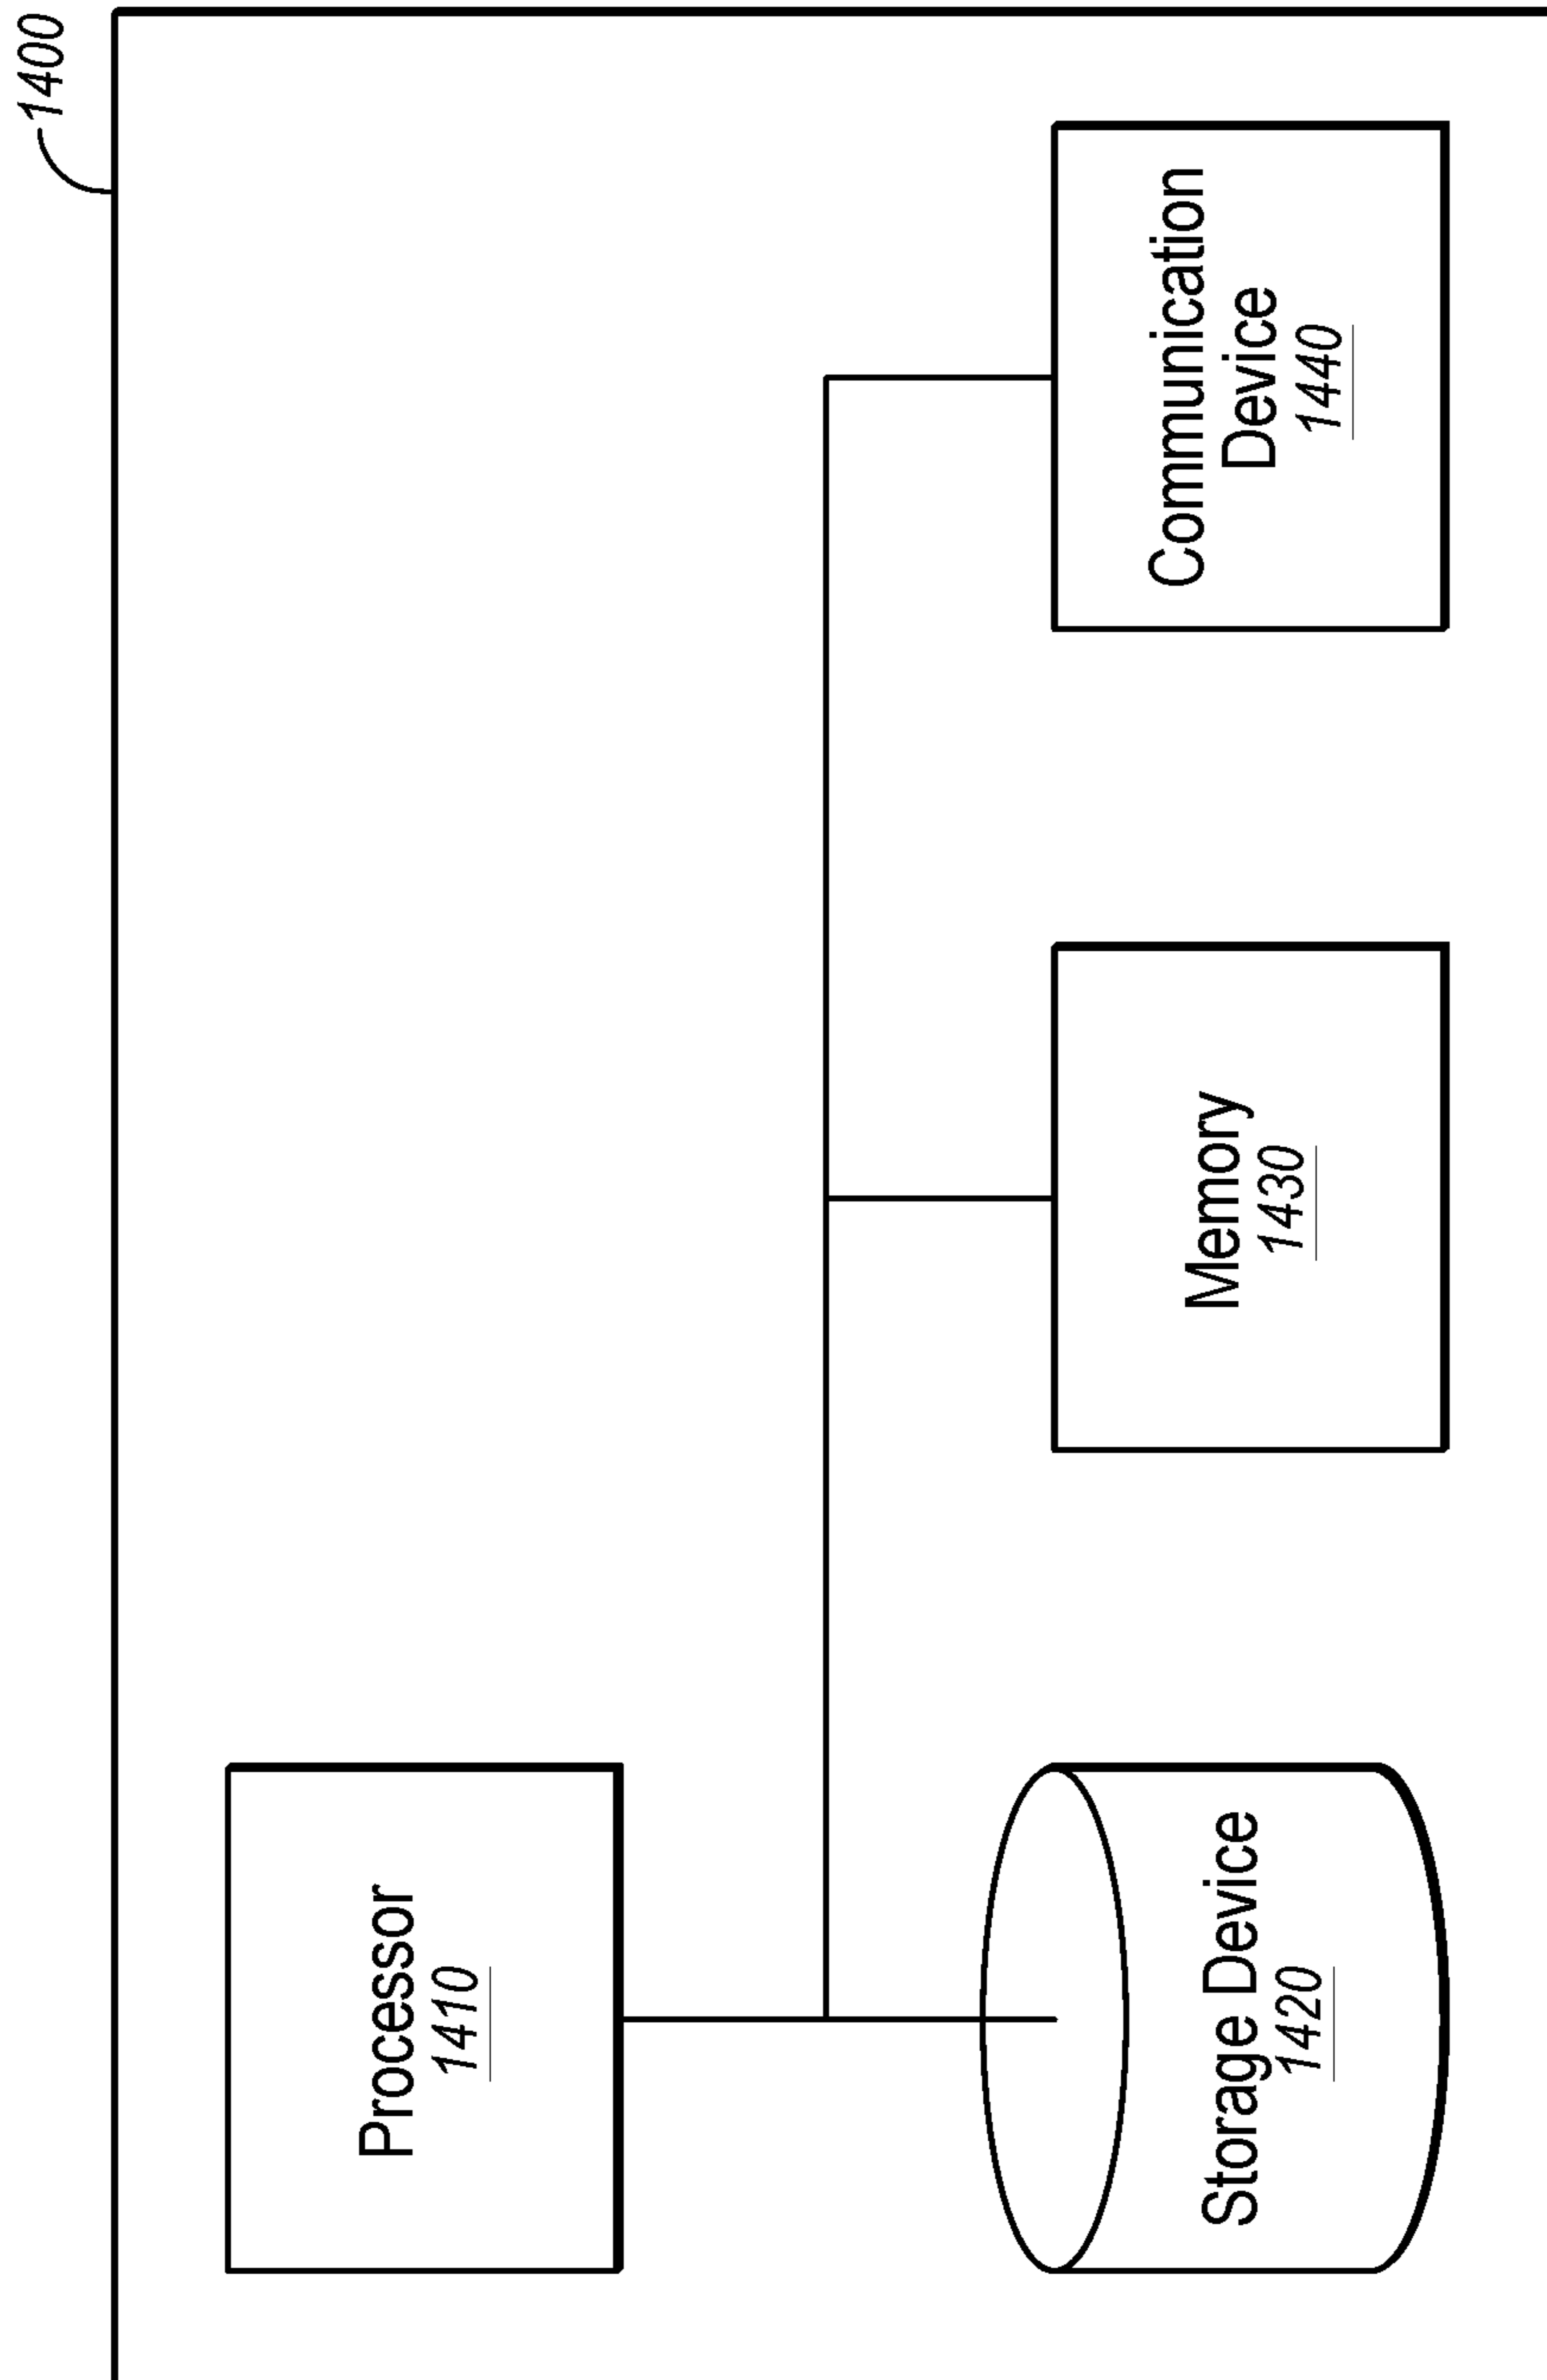 1400
Processor
1410
Storage Device
1420
Memory
1430
Communication
Device
1440